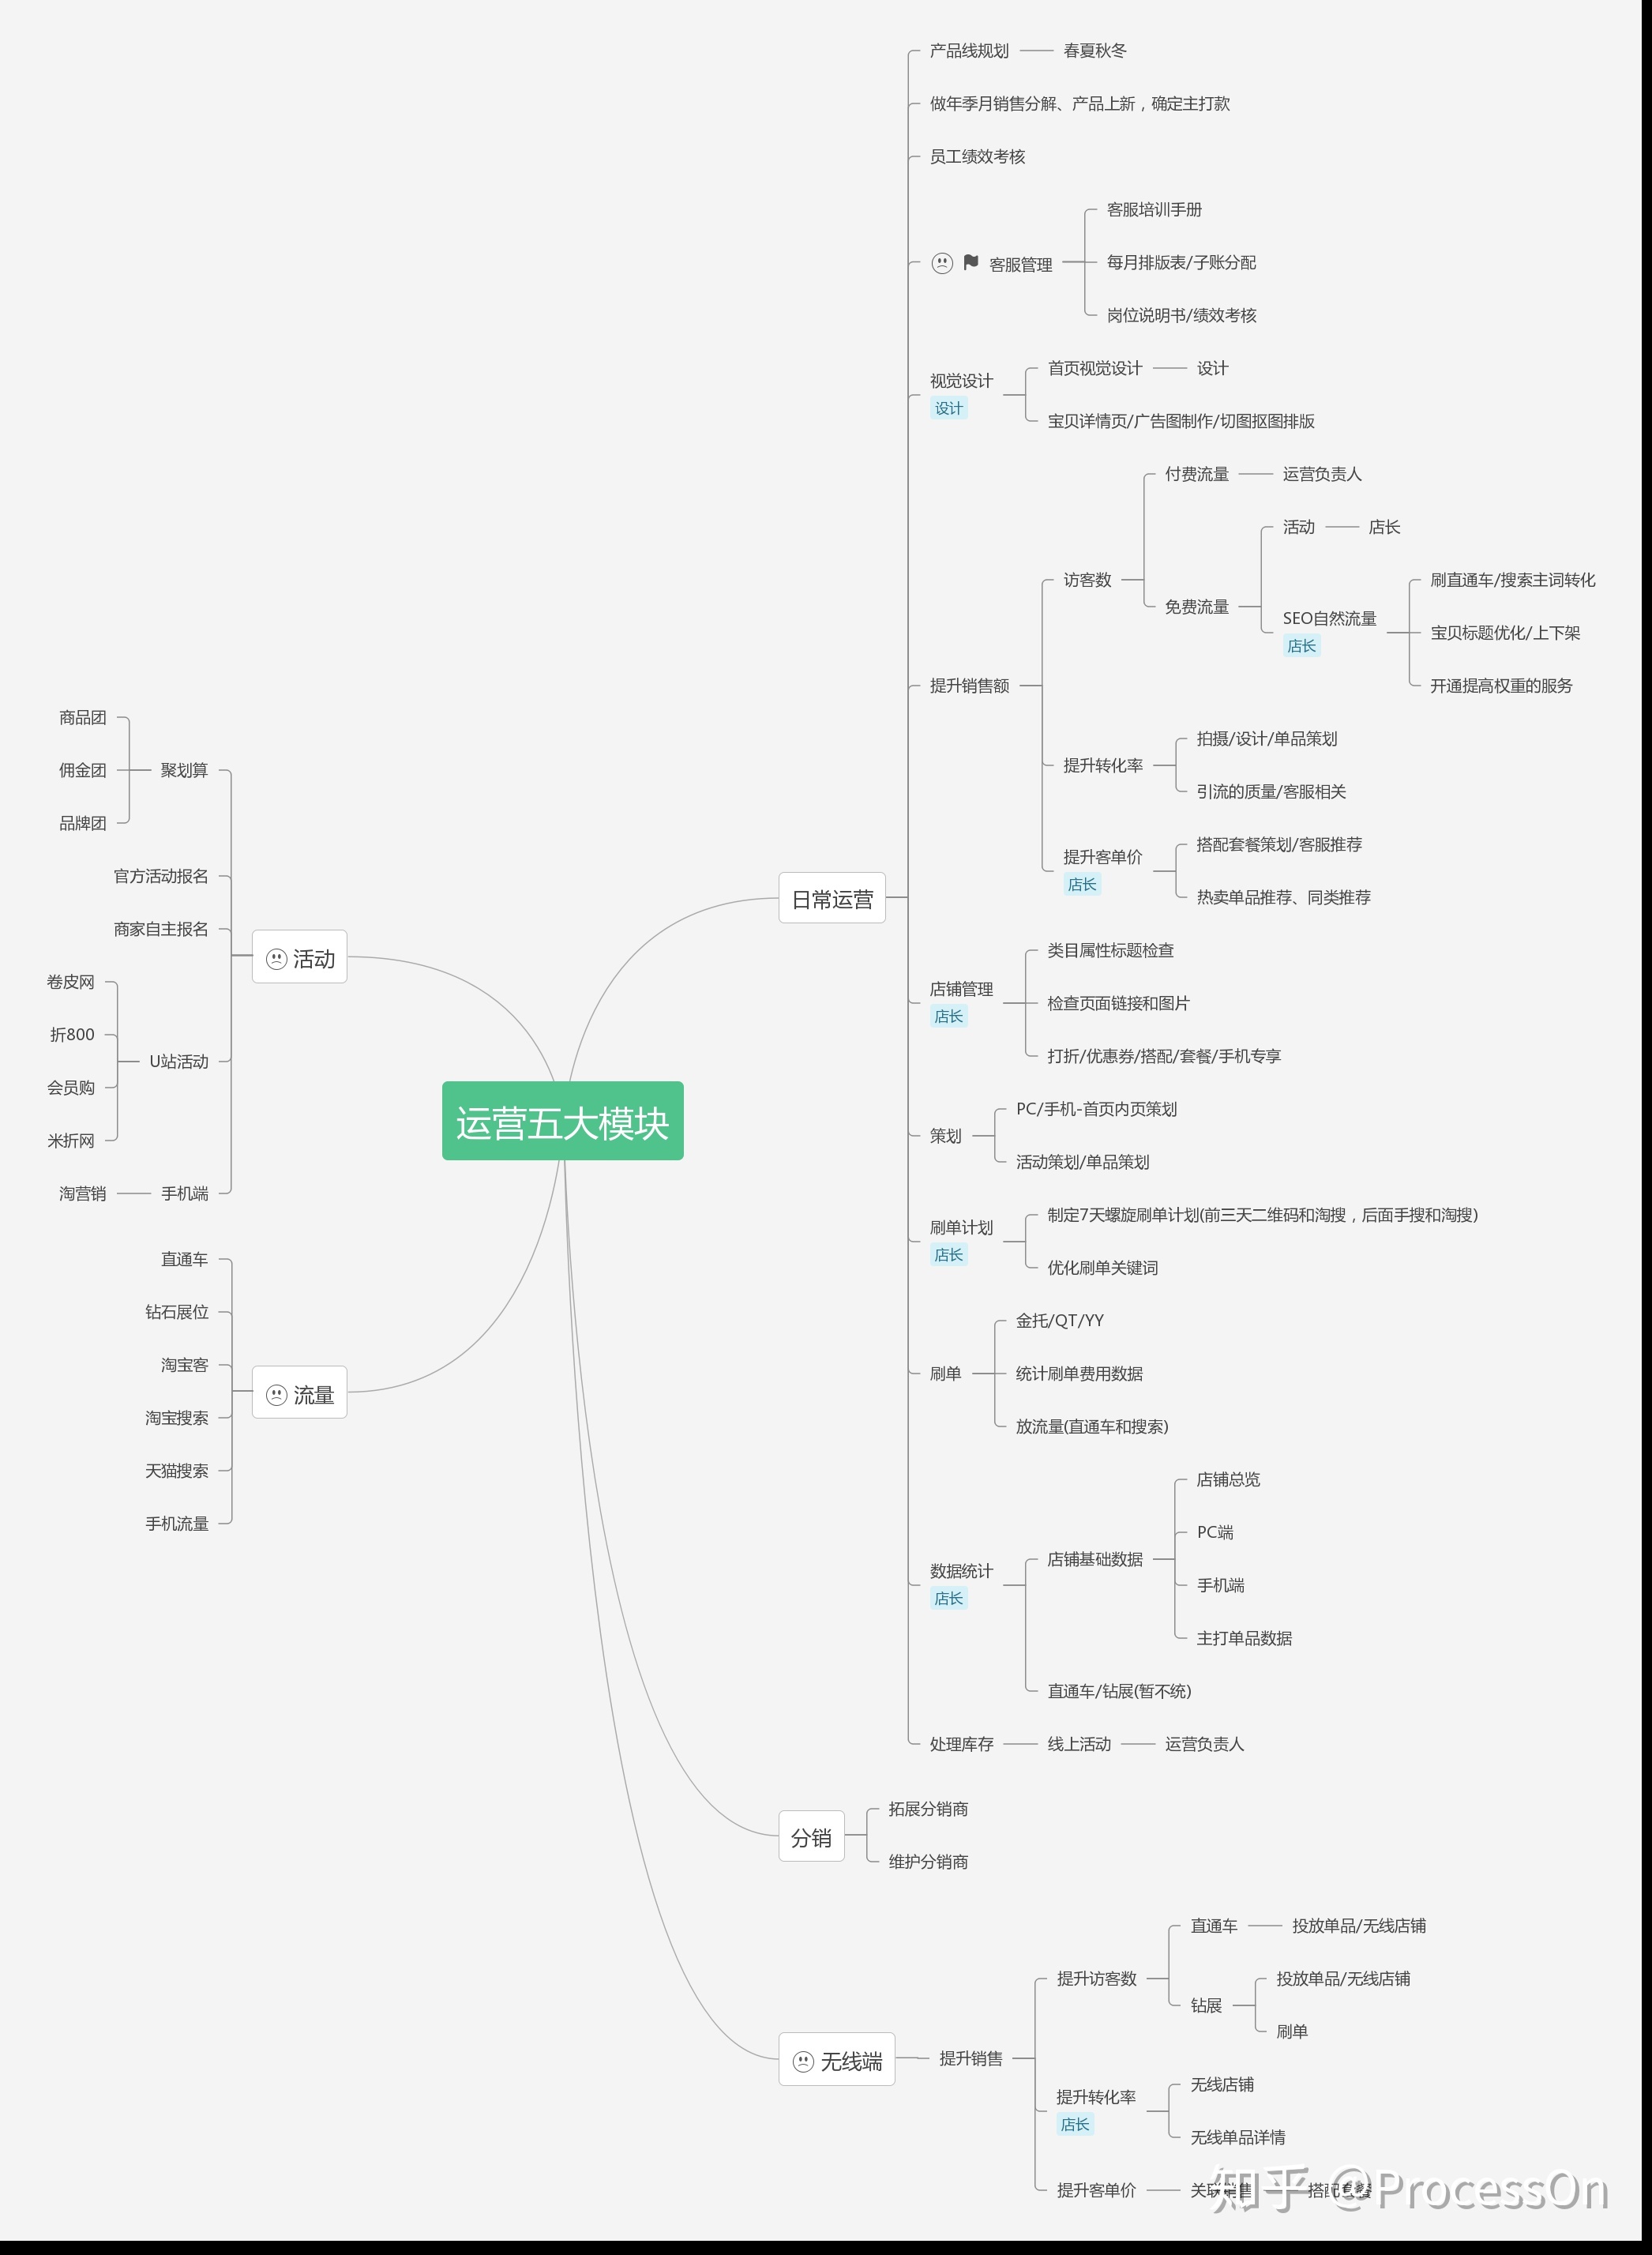 运营五大模块
日常运营
产品线规划
春夏秋冬
做年季月销售分解、产品上新，确定主打款
员工绩效考核
客服管理
客服培训手册
每月排版表/子账分配
岗位说明书/绩效考核
视觉设计
设计
首页视觉设计
设计
宝贝详情页/广告图制作/切图抠图排版
提升销售额
访客数
付费流量
运营负责人
免费流量
活动
店长
SEO自然流量
店长
刷直通车/搜索主词转化
宝贝标题优化/上下架
开通提高权重的服务
提升转化率
拍摄/设计/单品策划
引流的质量/客服相关
提升客单价
店长
搭配套餐策划/客服推荐
热卖单品推荐、同类推荐
店铺管理
店长
类目属性标题检查
检查页面链接和图片
打折/优惠券/搭配/套餐/手机专享
策划
PC/手机-首页内页策划
活动策划/单品策划
刷单计划
店长
制定7天螺旋刷单计划(前三天二维码和淘搜，后面手搜和淘搜)
优化刷单关键词
刷单
金托/QT/YY
统计刷单费用数据
放流量(直通车和搜索)
数据统计
店长
店铺基础数据
店铺总览
PC端
手机端
主打单品数据
直通车/钻展(暂不统)
处理库存
线上活动
运营负责人
分销
拓展分销商
维护分销商
无线端
提升销售
提升访客数
直通车
投放单品/无线店铺
钻展
投放单品/无线店铺
刷单
提升转化率
店长
无线店铺
无线单品详情
提升客单价
关联销售
搭配套餐
活动
聚划算
商品团
佣金团
品牌团
官方活动报名
商家自主报名
U站活动
卷皮网
折800
会员购
米折网
手机端
淘营销
流量
直通车
钻石展位
淘宝客
淘宝搜索
天猫搜索
手机流量
知乎 @ProcessOn